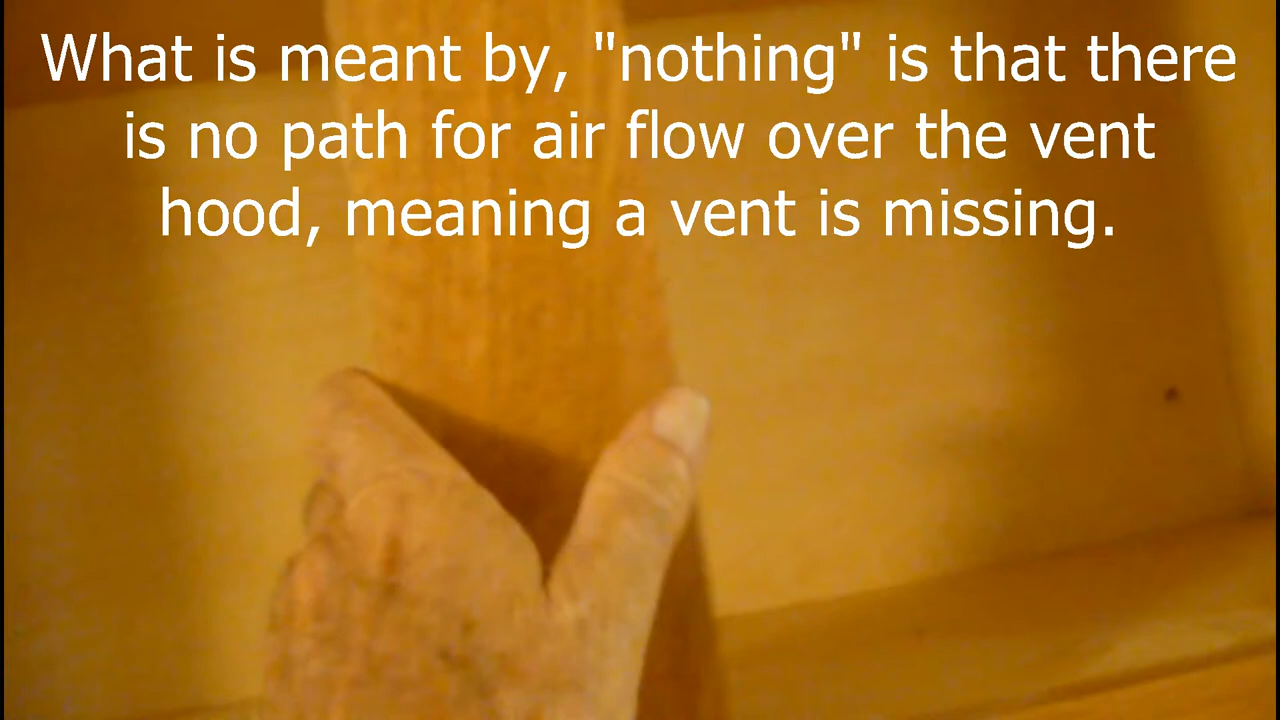 What is meant by, "nothing" is that there
is no path for air flow over the vent
hood, meaning a vent is missing.